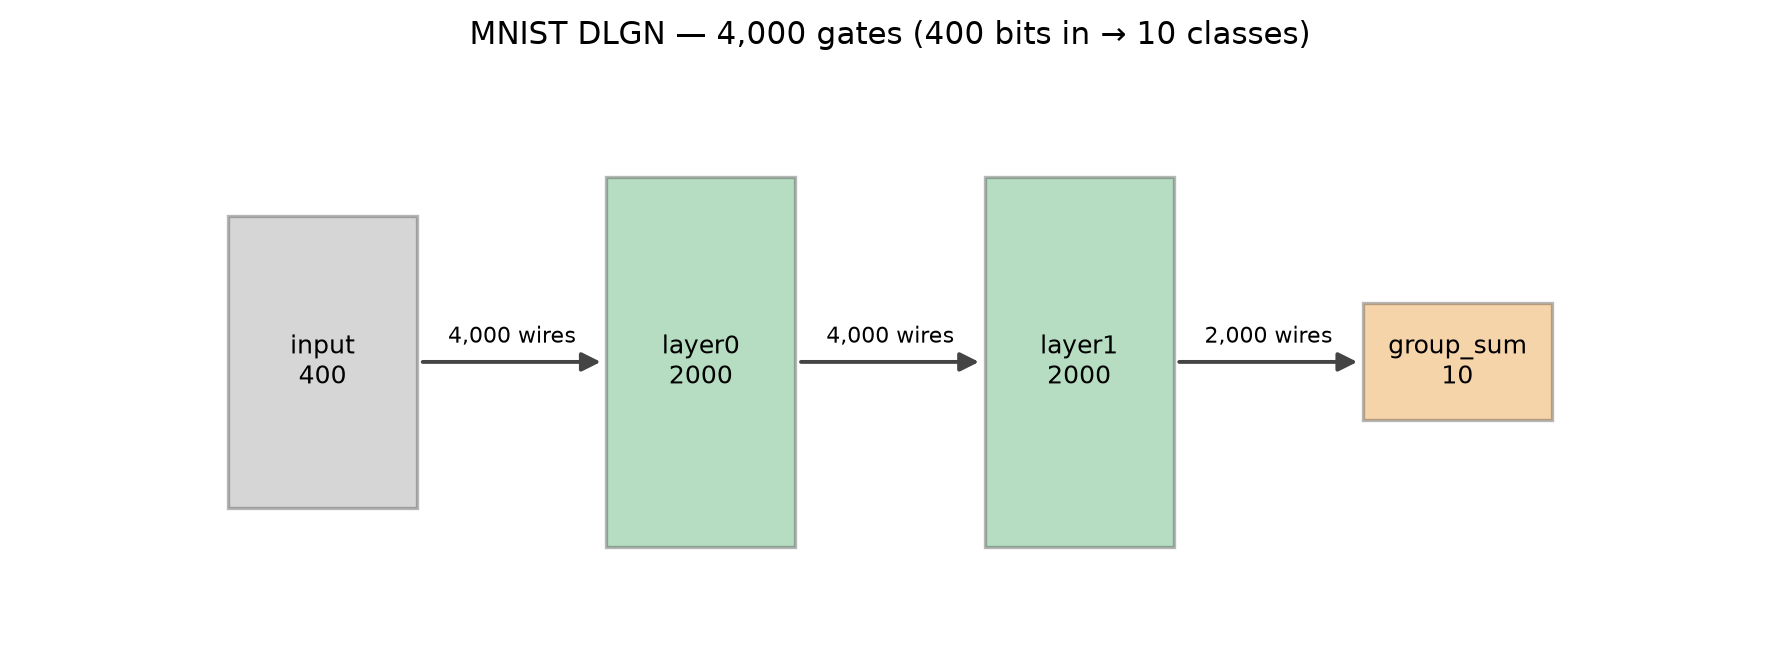 MNIST DLGN — 4,000 gates (400 bits in → 10 classes)
input
400
4,000 wires
layer0
2000
4,000 wires
layer1
2000
2,000 wires
group_sum
10